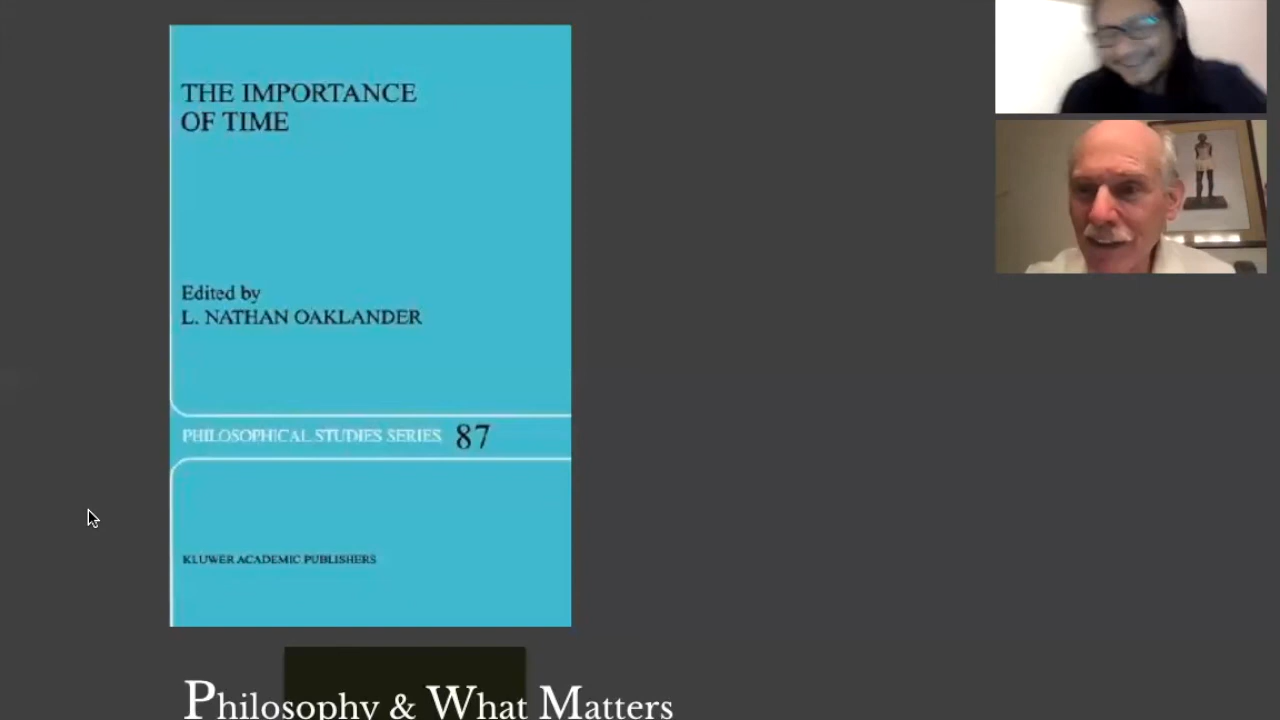 THE IMPORTANCE
OF TIME
Edited by
L. NATHAN OAKLANDER
PHILOSOPHICAL STUDIES SERIES 87
KLUWER ACADEMIC PUBLISHERS
Philosophy & What Matters